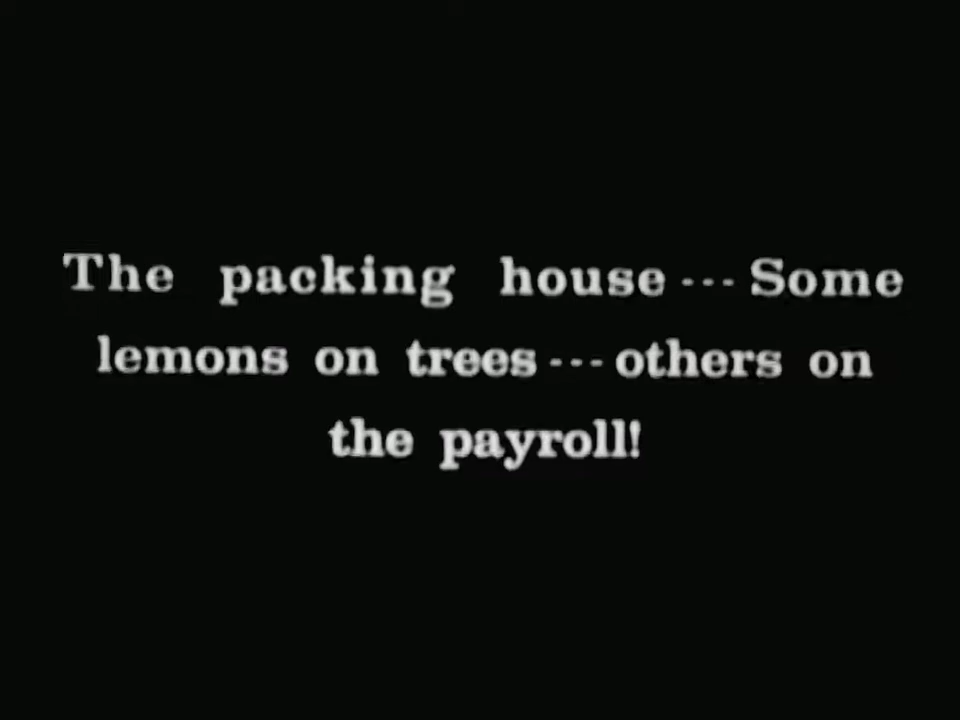 The packing house --- Some
lemons on trees --- others on
the payroll!